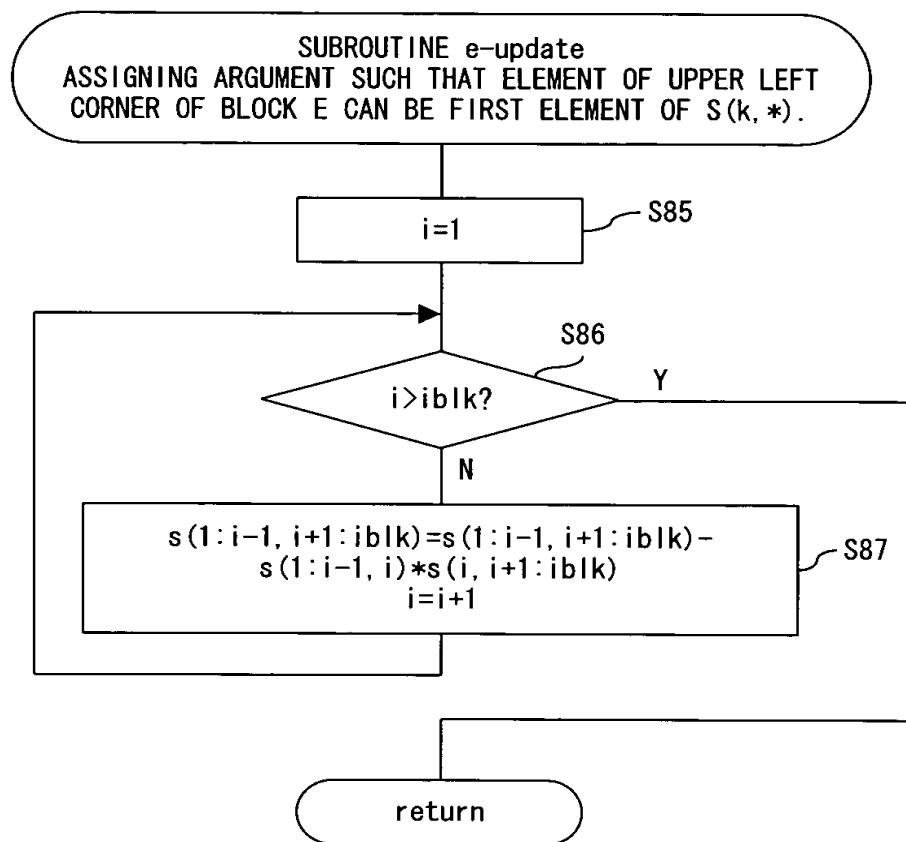 SUBROUTINE e-update
ASSIGNING ARGUMENT SUCH THAT ELEMENT OF UPPER LEFT
CORNER OF BLOCK E CAN BE FIRST ELEMENT OF S(k,*).
i=1
S85
S86
i>iblk?
Y
N
s(1:i-1, i+1:iblk)=s(1:i-1, i+1:iblk)-
s(1:i-1, i)*s(i, i+1:iblk)
i=i+1
S87
return